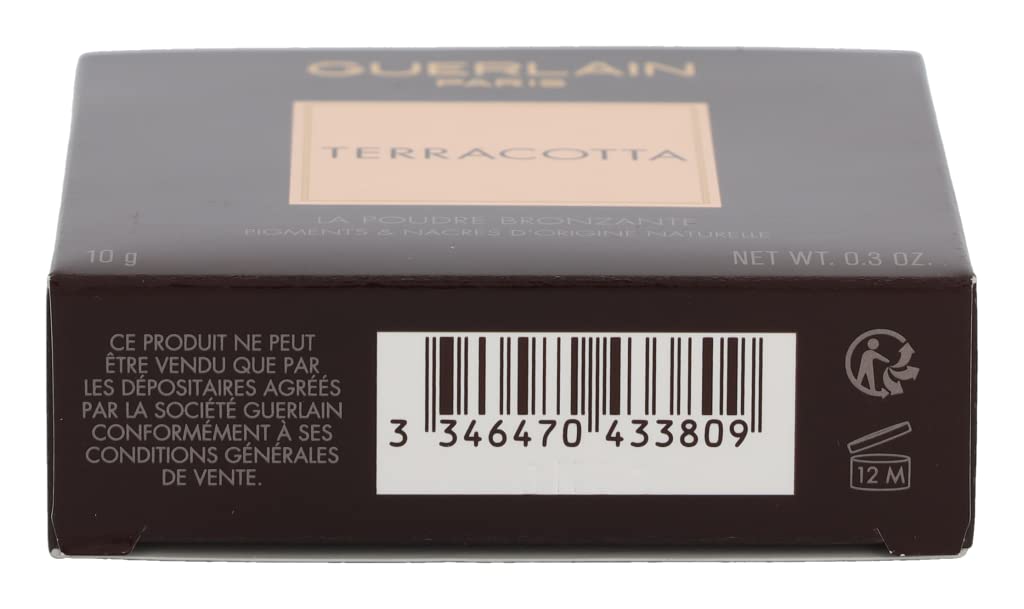 GUERLAIN
PARIS
TERRACOTTA
LA POUDRE BRONZANTE
PIGMENTS & NACRES D'ORIGINE NATURELLE
10 g
NET WT. 0.3 OZ.
CE PRODUIT NE PEUT
ÊTRE VENDU QUE PAR
LES DÉPOSITAIRES AGRÉÉS
PAR LA SOCIÉTÉ GUERLAIN
CONFORMÉMENT À SES
CONDITIONS GÉNÉRALES
DE VENTE.
3 346470 433809
12 M